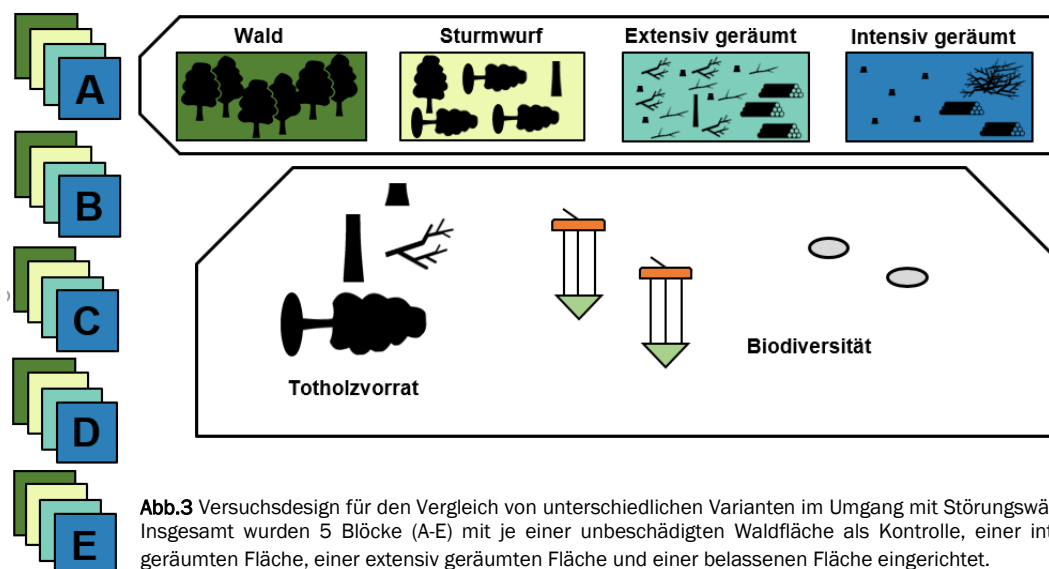 A
B
C
D
E
Wald Sturmwurf Extensiv geräumt Intensiv geräumt
Totholzvorrat
Biodiversität
Abb.3 Versuchsdesign für den Vergleich von unterschiedlichen Varianten im Umgang mit Störungswä
Insgesamt wurden 5 Blöcke (A-E) mit je einer unbeschädigten Waldfläche als Kontrolle, einer int
geräumten Fläche, einer extensiv geräumten Fläche und einer belassenen Fläche eingerichtet.